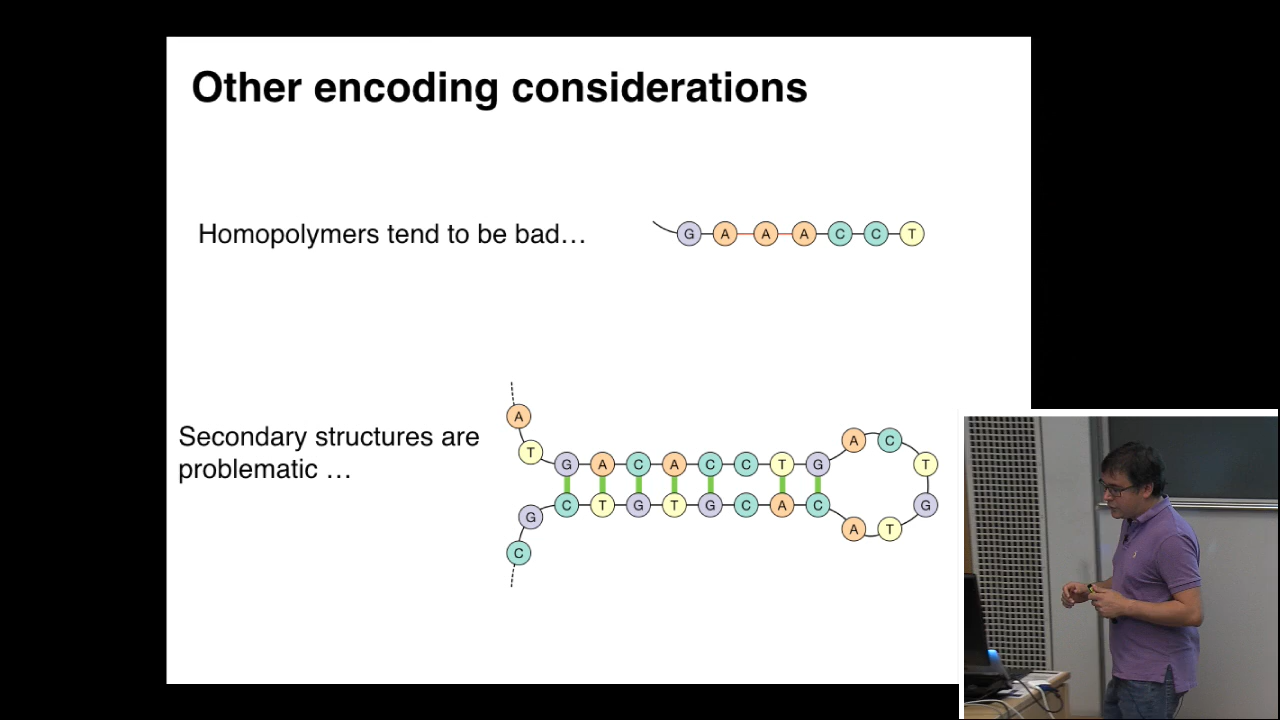 Other encoding considerations
Homopolymers tend to be bad…
G A A A C C T
Secondary structures are
problematic …
A
T
G A C A C C T G
A C
T
G
T
A
C T G T G C A C
G
C